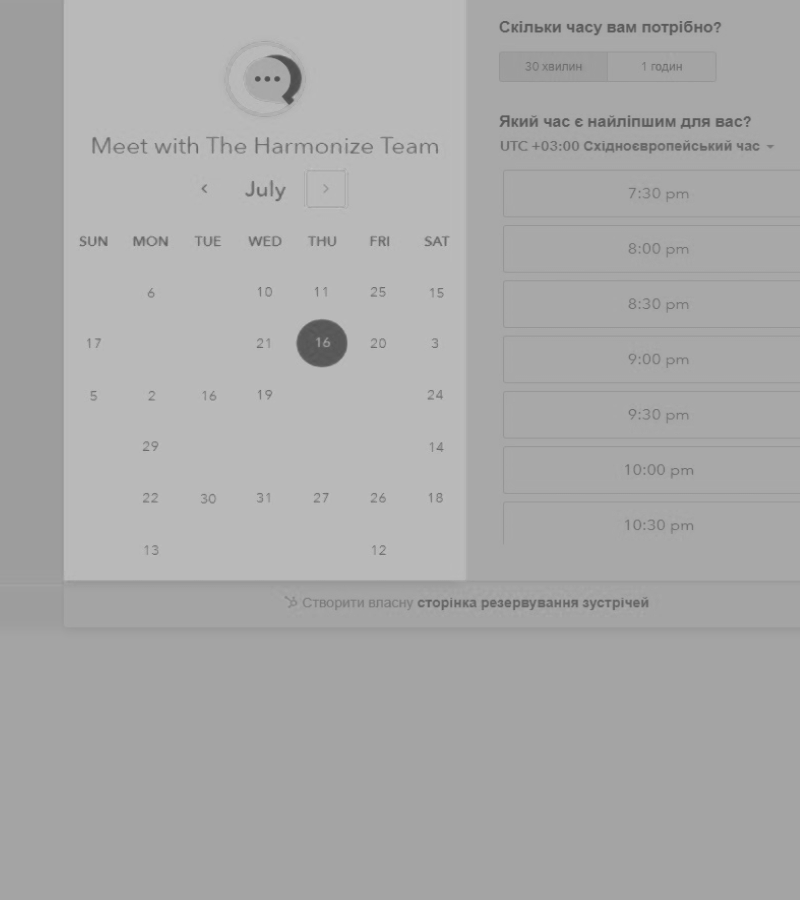 Meet with The Harmonize Team
July
SUN MON TUE WED THU FRI SAT
6 10 11 25 15
17 21 16 20 3
5 2 16 19 24
29 14
22 30 31 27 26 18
13 12
Скільки часу вам потрібно?
30 хвилин 1 годин
Який час є найліпшим для вас?
UTC +03:00 Східноєвропейський час
7:30 pm
8:00 pm
8:30 pm
9:00 pm
9:30 pm
10:00 pm
10:30 pm
Створити власну сторінка резервування зустрічей